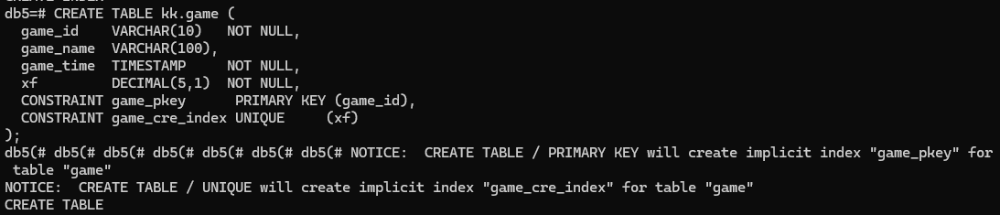 db5=# CREATE TABLE kk.game (
  game_id    VARCHAR(10)   NOT NULL,
  game_name  VARCHAR(100),
  game_time  TIMESTAMP     NOT NULL,
  xf         DECIMAL(5,1)  NOT NULL,
  CONSTRAINT game_pkey      PRIMARY KEY (game_id),
  CONSTRAINT game_cre_index UNIQUE     (xf)
);
db5(# db5(# db5(# db5(# db5(# db5(# db5(# NOTICE:  CREATE TABLE / PRIMARY KEY will create implicit index "game_pkey" for
 table "game"
NOTICE:  CREATE TABLE / UNIQUE will create implicit index "game_cre_index" for table "game"
CREATE TABLE